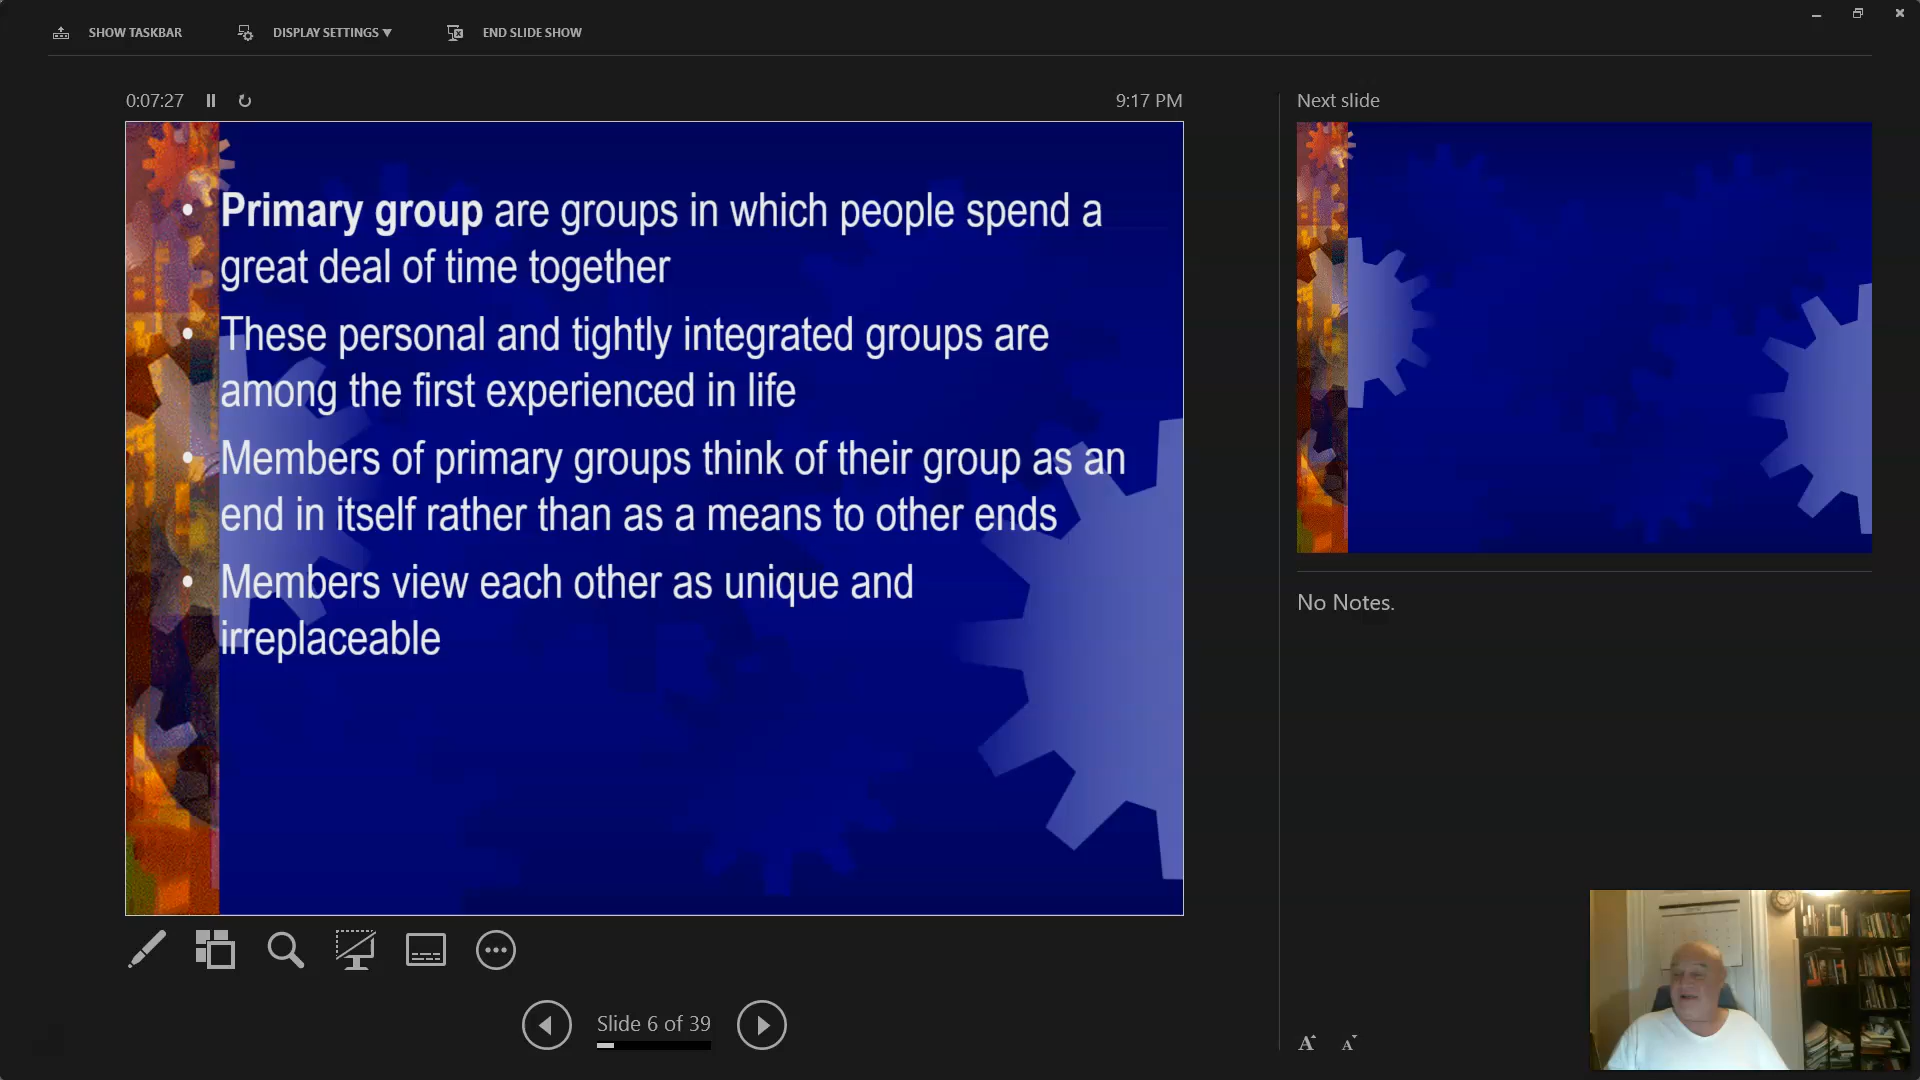 SHOW TASKBAR
DISPLAY SETTINGS ▼
END SLIDE SHOW
0:07:27
9:17 PM
Next slide
• Primary group are groups in which people spend a
great deal of time together
• These personal and tightly integrated groups are
among the first experienced in life
• Members of primary groups think of their group as an
end in itself rather than as a means to other ends
• Members view each other as unique and
irreplaceable
No Notes.
Slide 6 of 39
A A